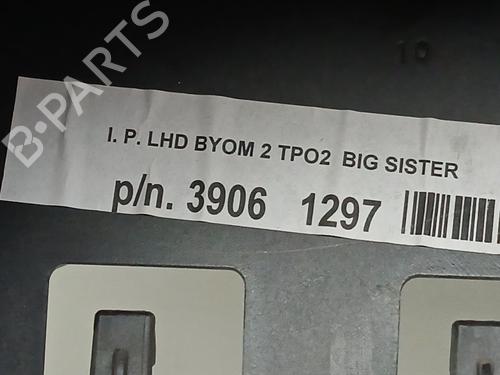 10
I. P. LHD BYOM 2 TPO2 BIG SISTER
p/n. 3906 1297
B-PARTS